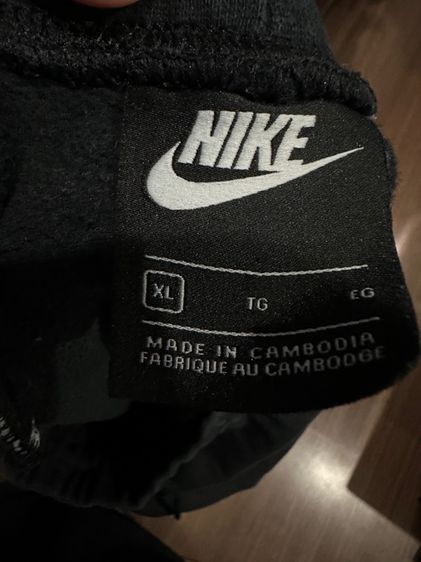 NIKE
XL TG EG
MADE IN CAMBODIA
FABRIQUE AU CAMBODGE